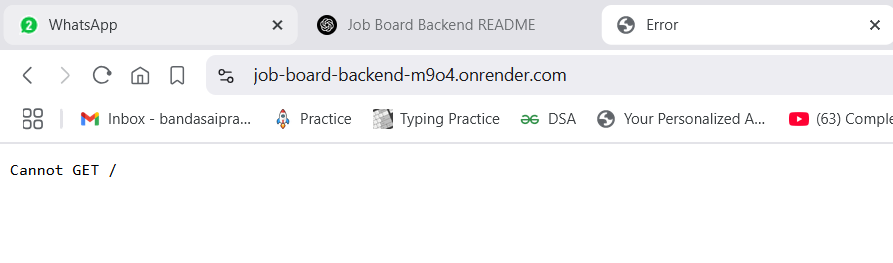 2 WhatsApp
Job Board Backend README
Error
job-board-backend-m9o4.onrender.com
Inbox - bandasaipra...
Practice
Typing Practice
DSA
Your Personalized A...
(63) Comple
Cannot GET /